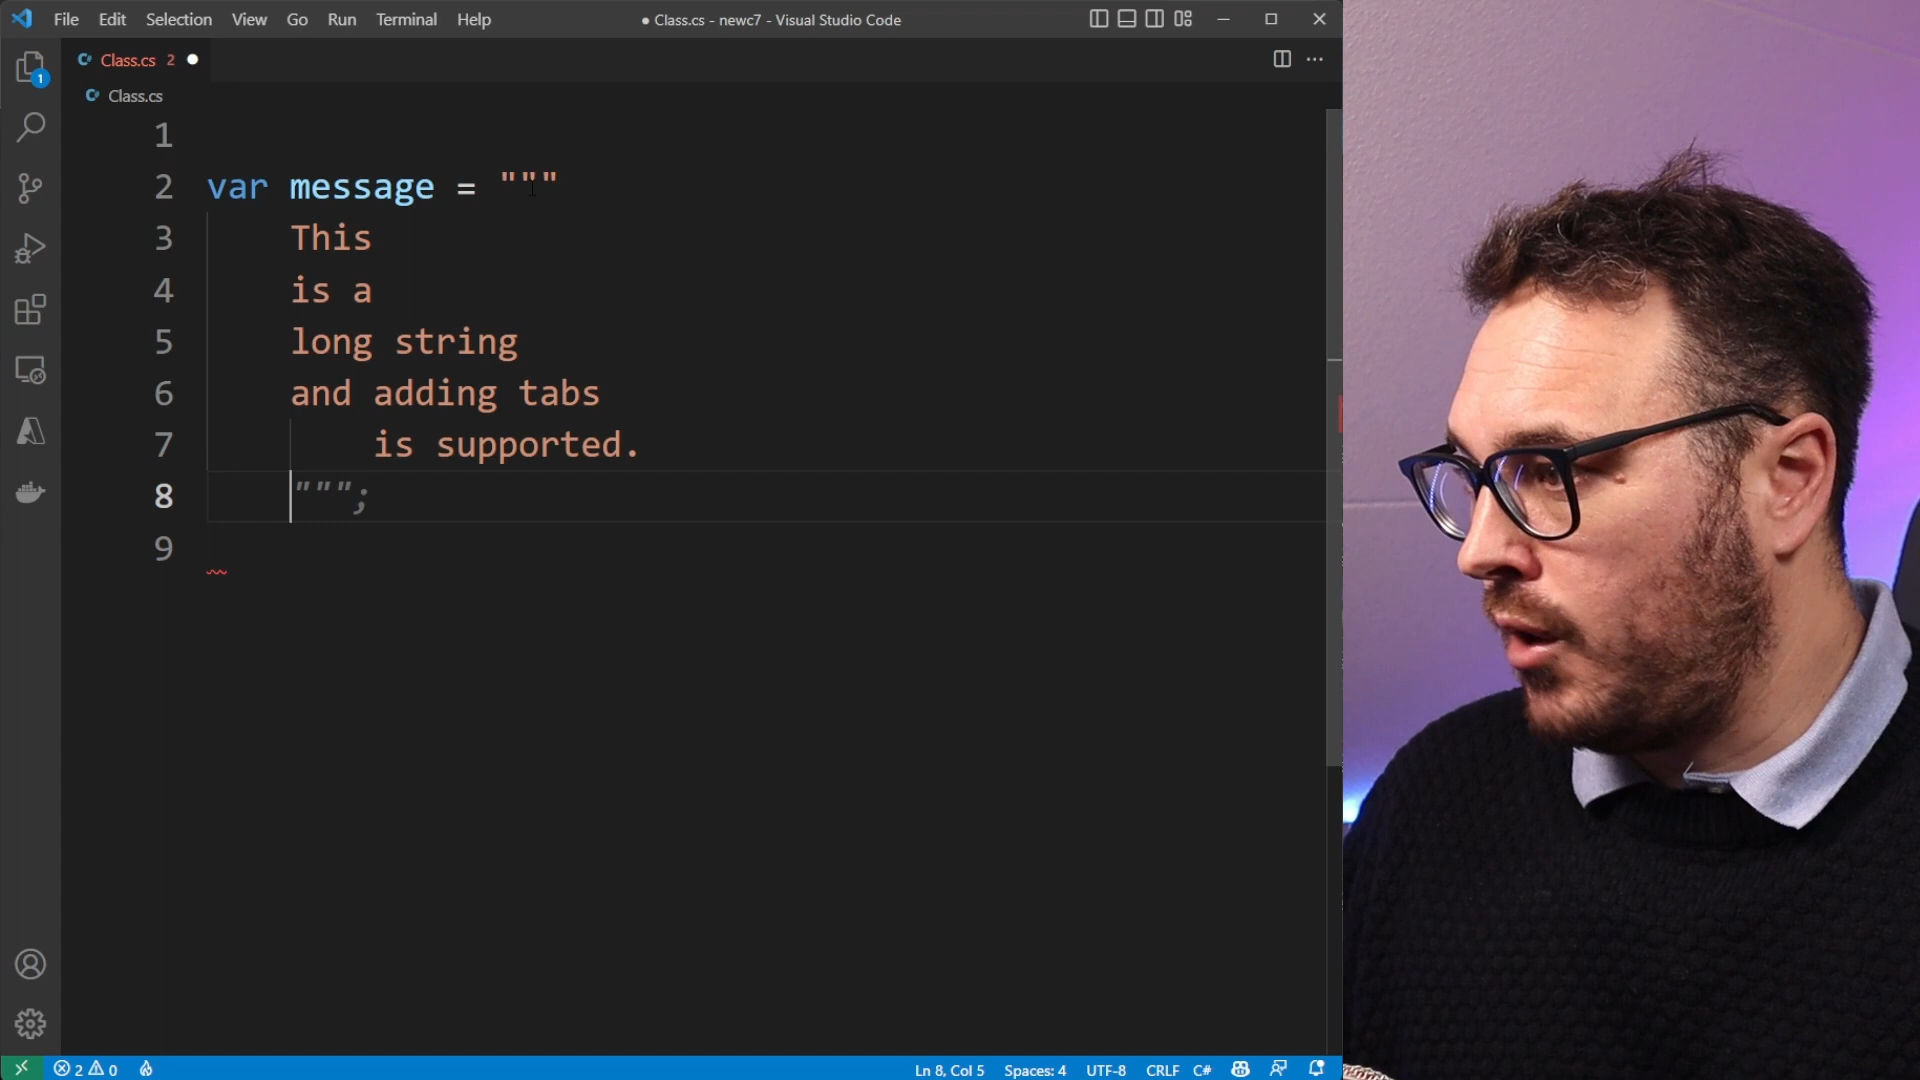 File Edit Selection View Go Run Terminal Help
● Class.cs - newc7 - Visual Studio Code
Class.cs 2
Class.cs
1
2 var message = """
3 This
4 is a
5 long string
6 and adding tabs
7 is supported.
8 """;
9
1
2 0
Ln 8, Col 5 Spaces: 4 UTF-8 CRLF C#